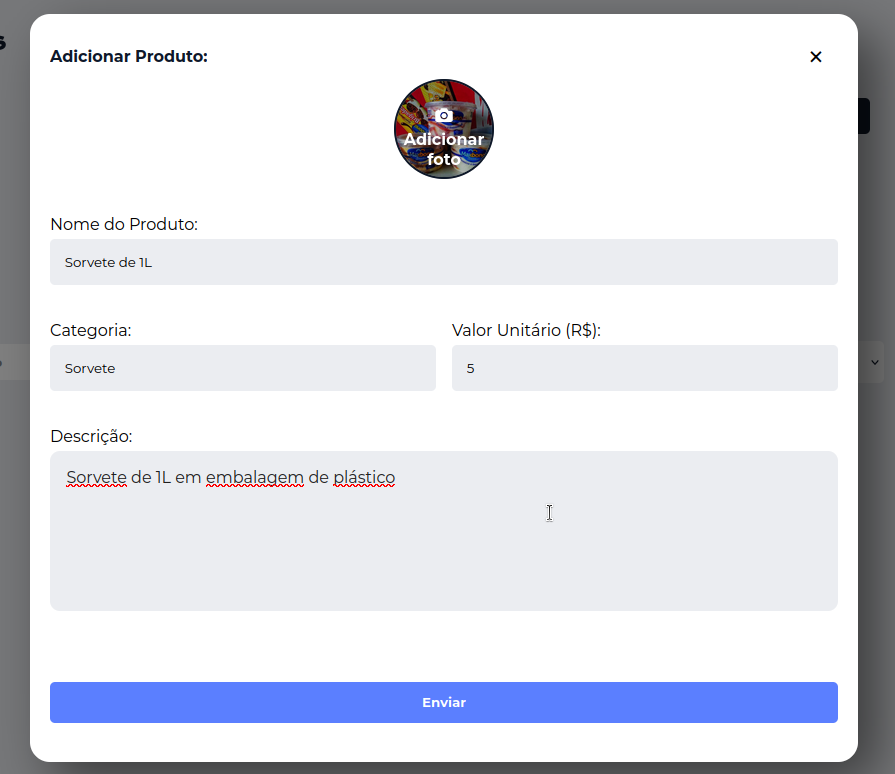 s
Adicionar Produto:
Adicionar
foto
Nome do Produto:
Sorvete de 1L
Categoria:
Valor Unitário (R$):
Sorvete
5
Descrição:
Sorvete de 1L em embalagem de plástico
Enviar